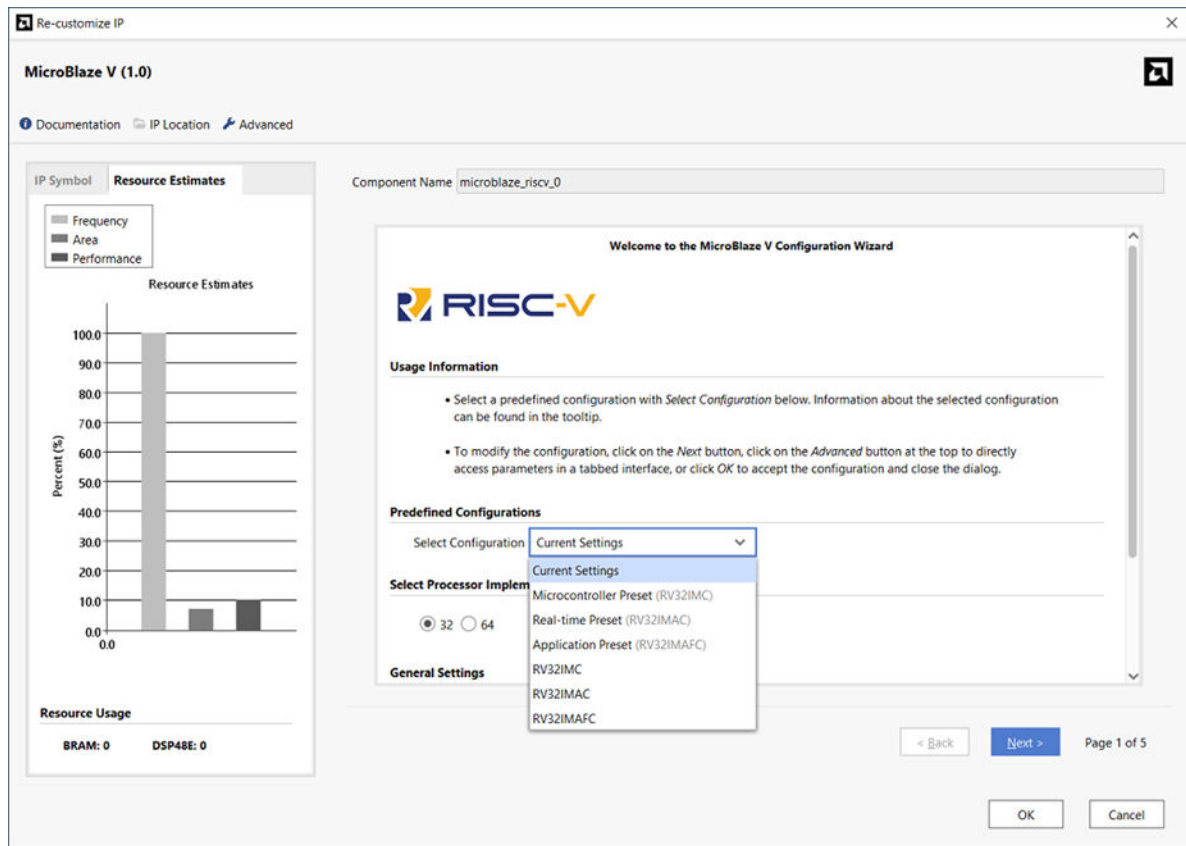 Re-customize IP
MicroBlaze V (1.0)
Documentation IP Location Advanced
IP Symbol Resource Estimates
Frequency
Area
Performance
Resource Estimates
Percent (%)
100.0
90.0
80.0
70.0
60.0
50.0
40.0
30.0
20.0
10.0
0.0
0.0
Resource Usage
BRAM: 0 DSP48E: 0
Component Name microblaze_riscv_0
Welcome to the MicroBlaze V Configuration Wizard
RISC-V
Usage Information
• Select a predefined configuration with Select Configuration below. Information about the selected configuration
can be found in the tooltip.
• To modify the configuration, click on the Next button, click on the Advanced button at the top to directly
access parameters in a tabbed interface, or click OK to accept the configuration and close the dialog.
Predefined Configurations
Select Configuration Current Settings
Current Settings
Microcontroller Preset (RV32IMC)
Real-time Preset (RV32IMAC)
Application Preset (RV32IMAFC)
RV32IMC
RV32IMAC
RV32IMAFC
Select Processor Implem
32 64
General Settings
< Back Next > Page 1 of 5
OK Cancel